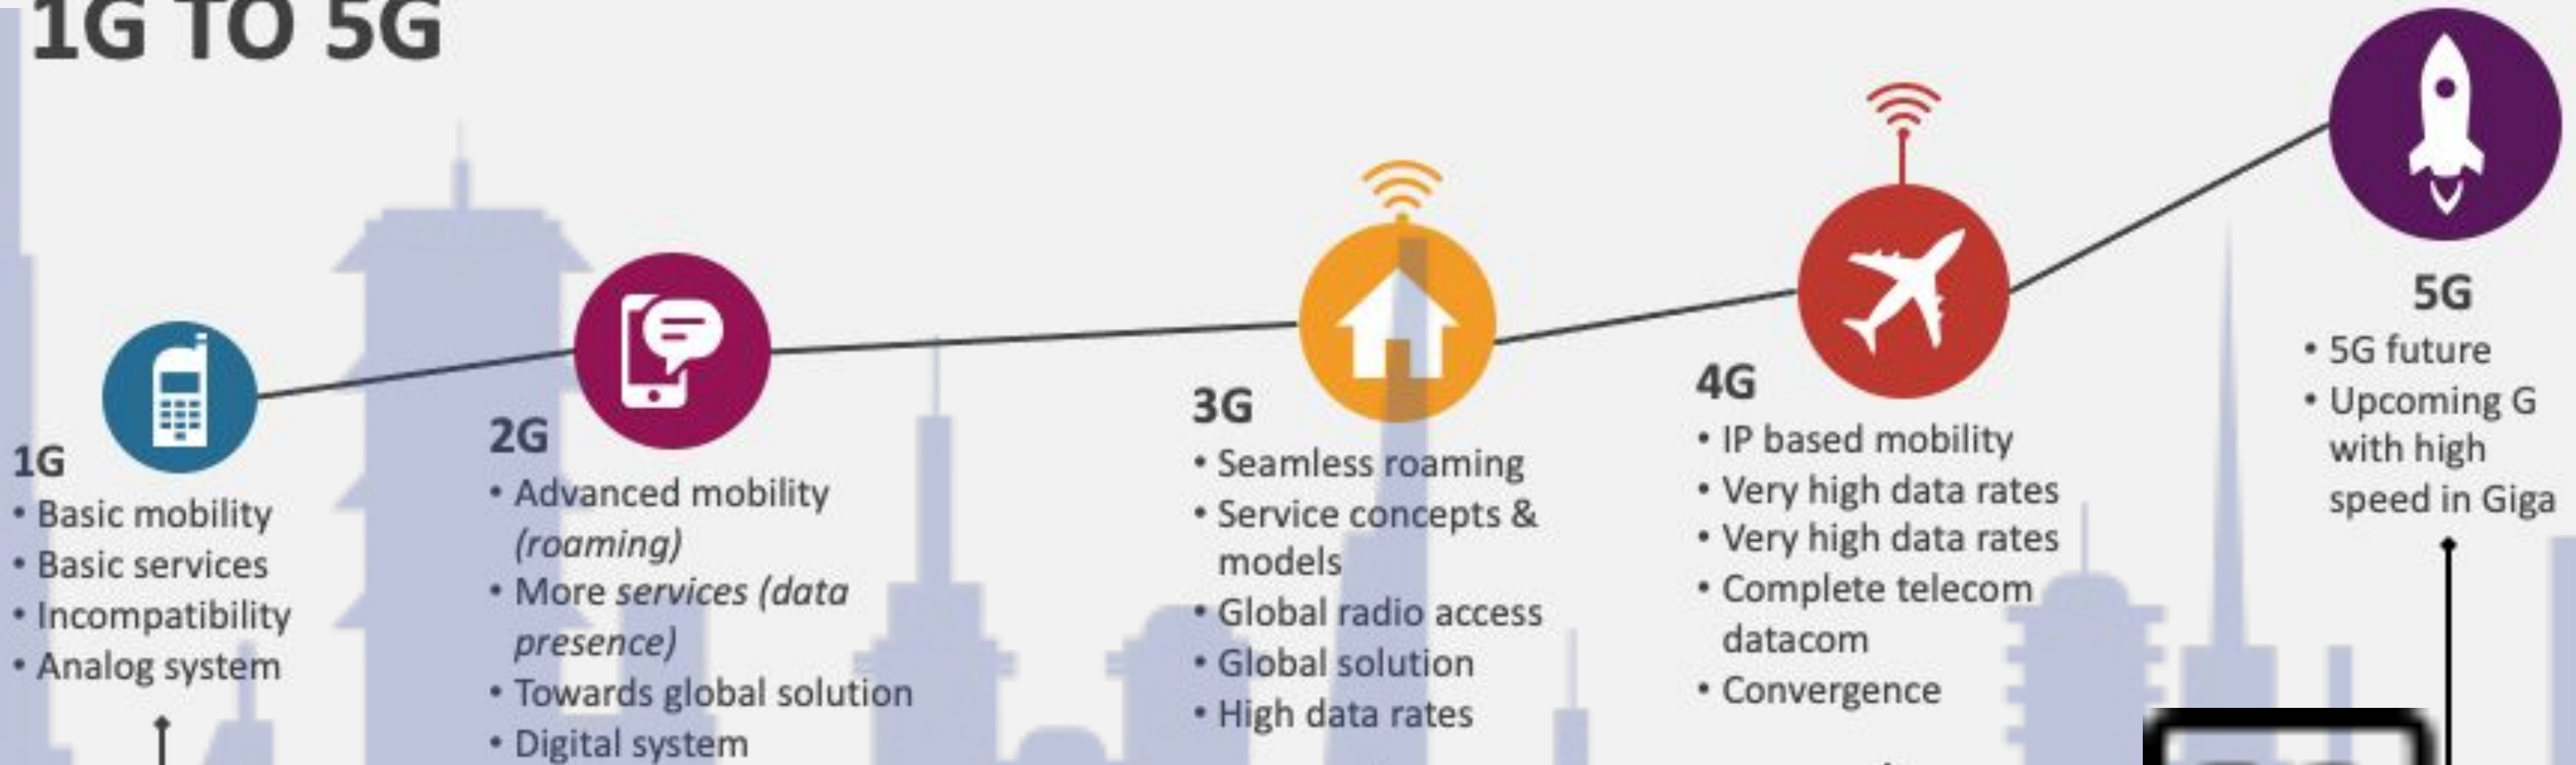 1G TO 5G
1G
• Basic mobility
• Basic services
• Incompatibility
• Analog system
2G
• Advanced mobility
(roaming)
• More services (data
presence)
• Towards global solution
• Digital system
3G
• Seamless roaming
• Service concepts &
models
• Global radio access
• Global solution
• High data rates
4G
• IP based mobility
• Very high data rates
• Very high data rates
• Complete telecom
datacom
• Convergence
5G
• 5G future
• Upcoming G
with high
speed in Giga